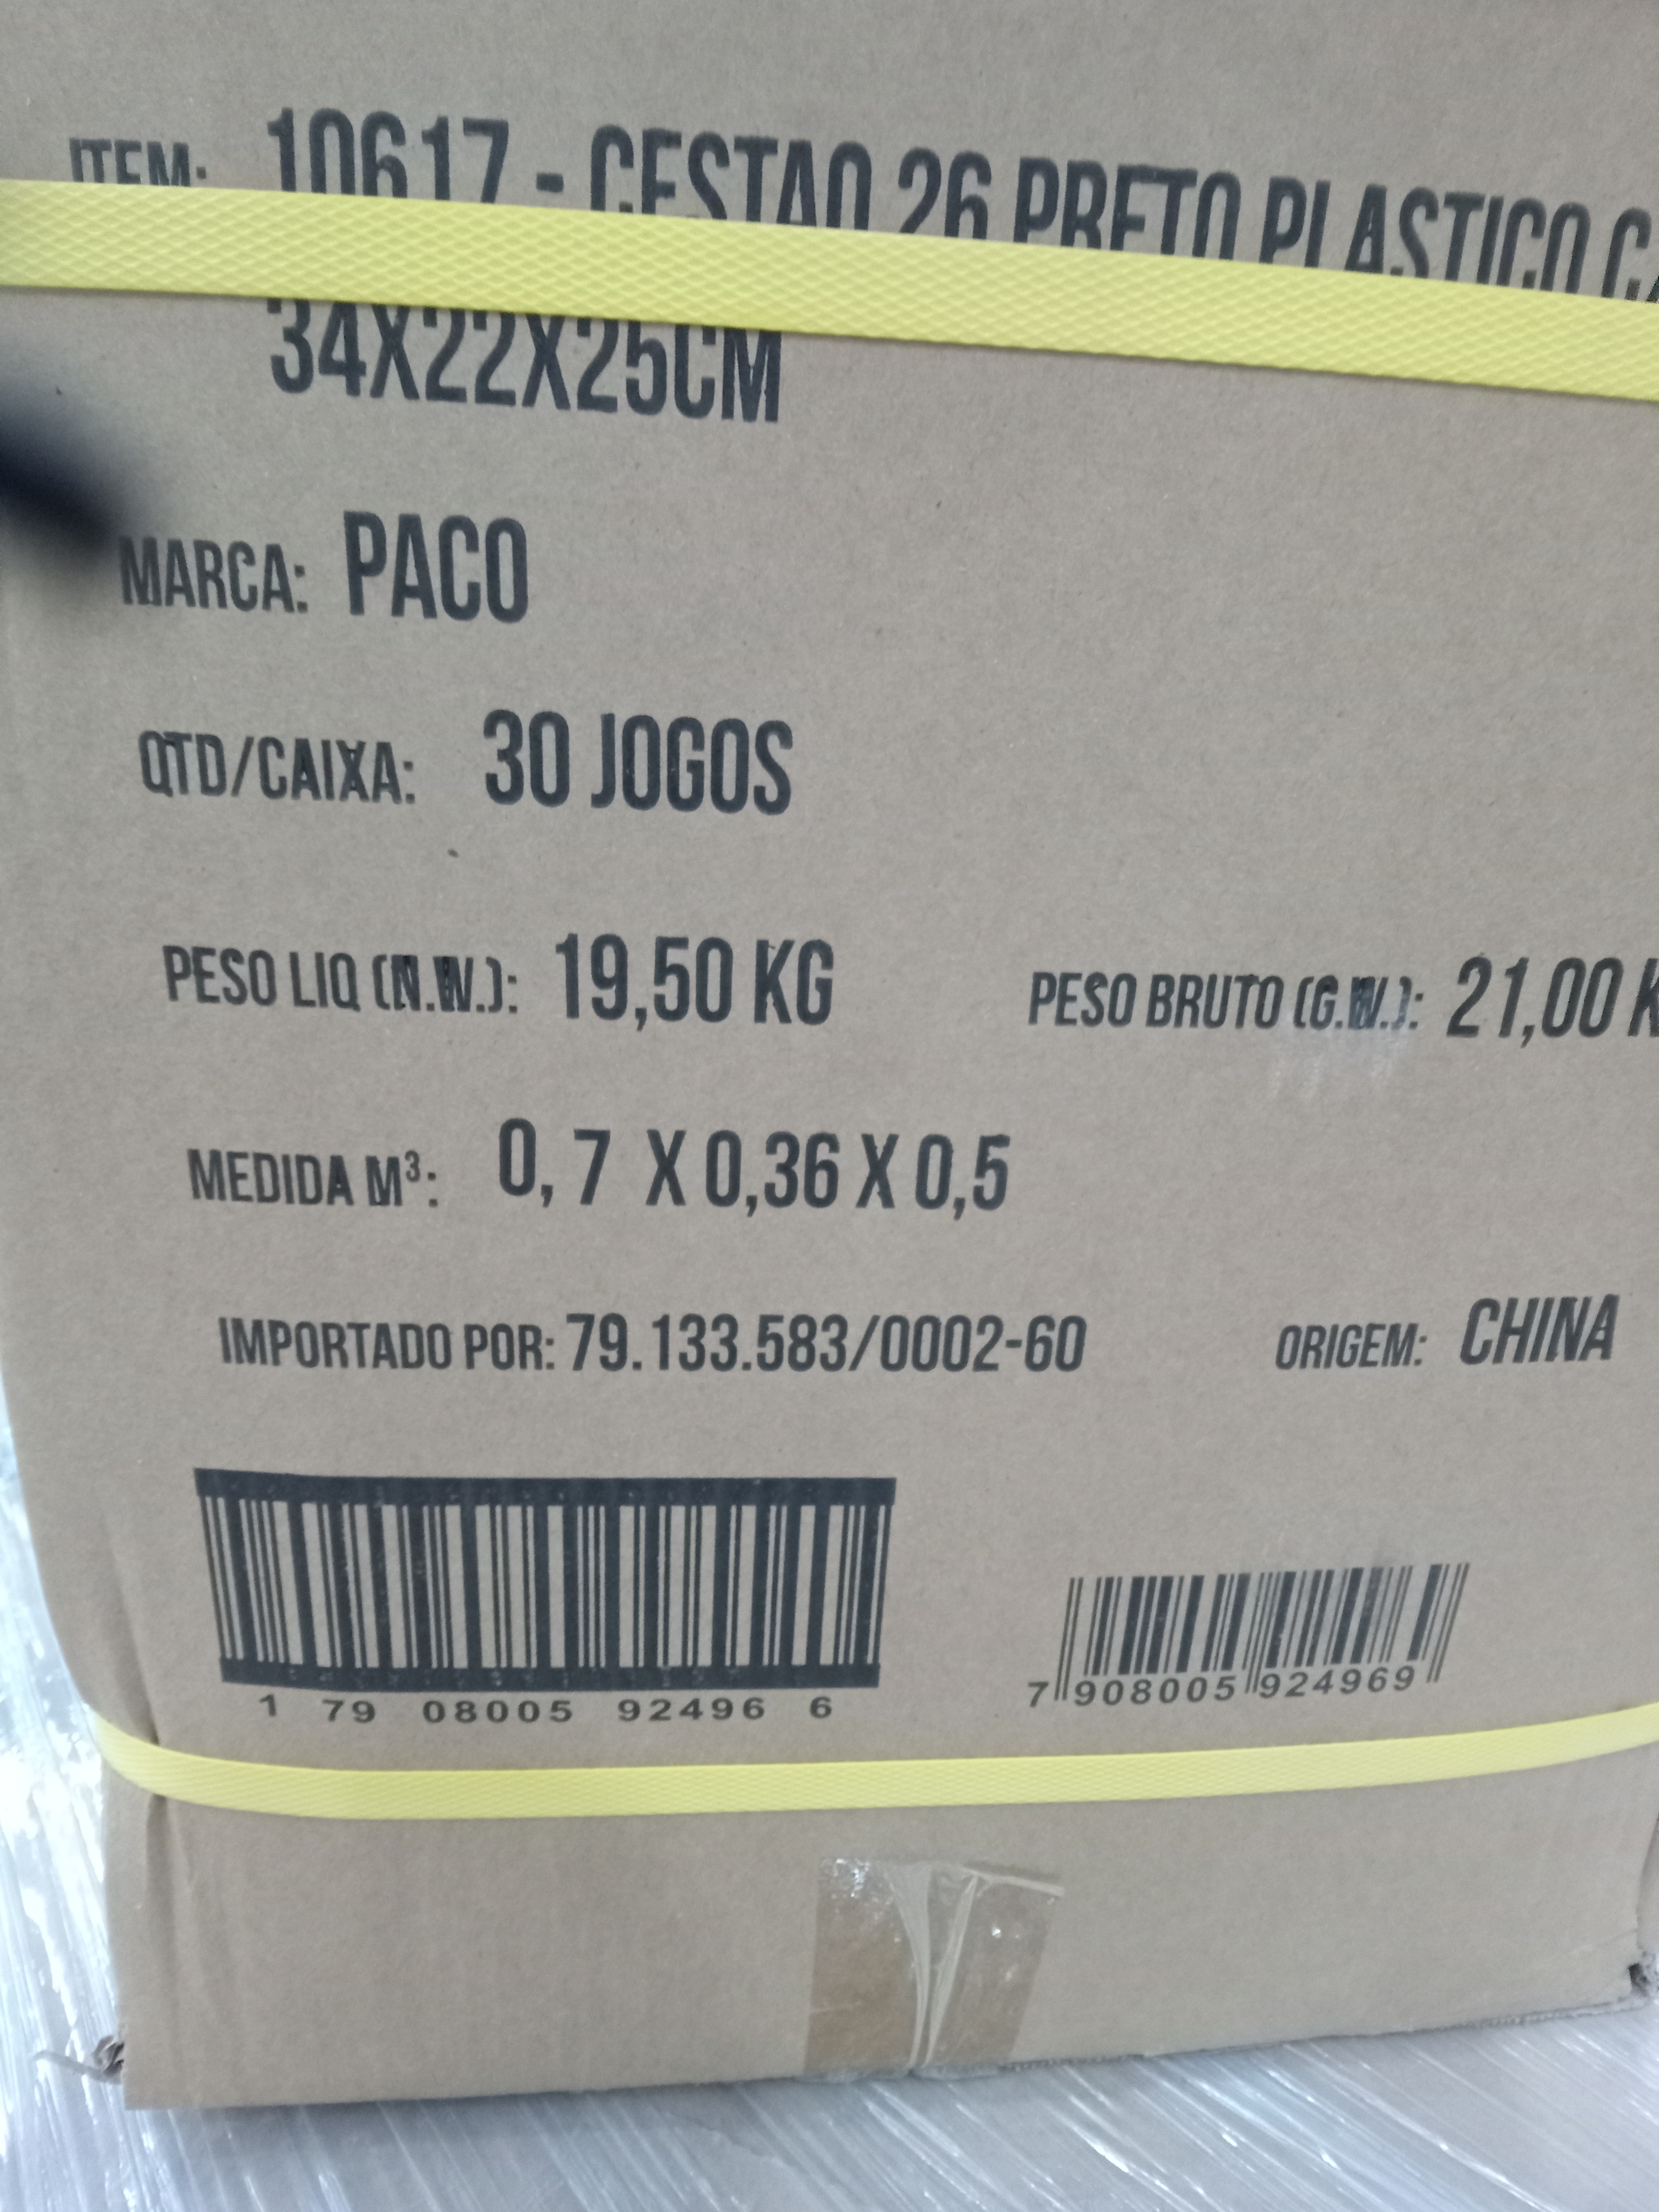 ITEM: 10617 - CESTAO 26 PRETO PLASTICO
34X22X25CM
MARCA: PACO
QTD/CAIXA: 30 JOGOS
PESO LIQ (N.W.): 19,50 KG PESO BRUTO (G.W.): 21,00 K
MEDIDA M³: 0, 7 X 0,36 X 0,5
IMPORTADO POR: 79.133.583/0002-60 ORIGEM: CHINA
1 79 08005 92496 6
7 908005 924969